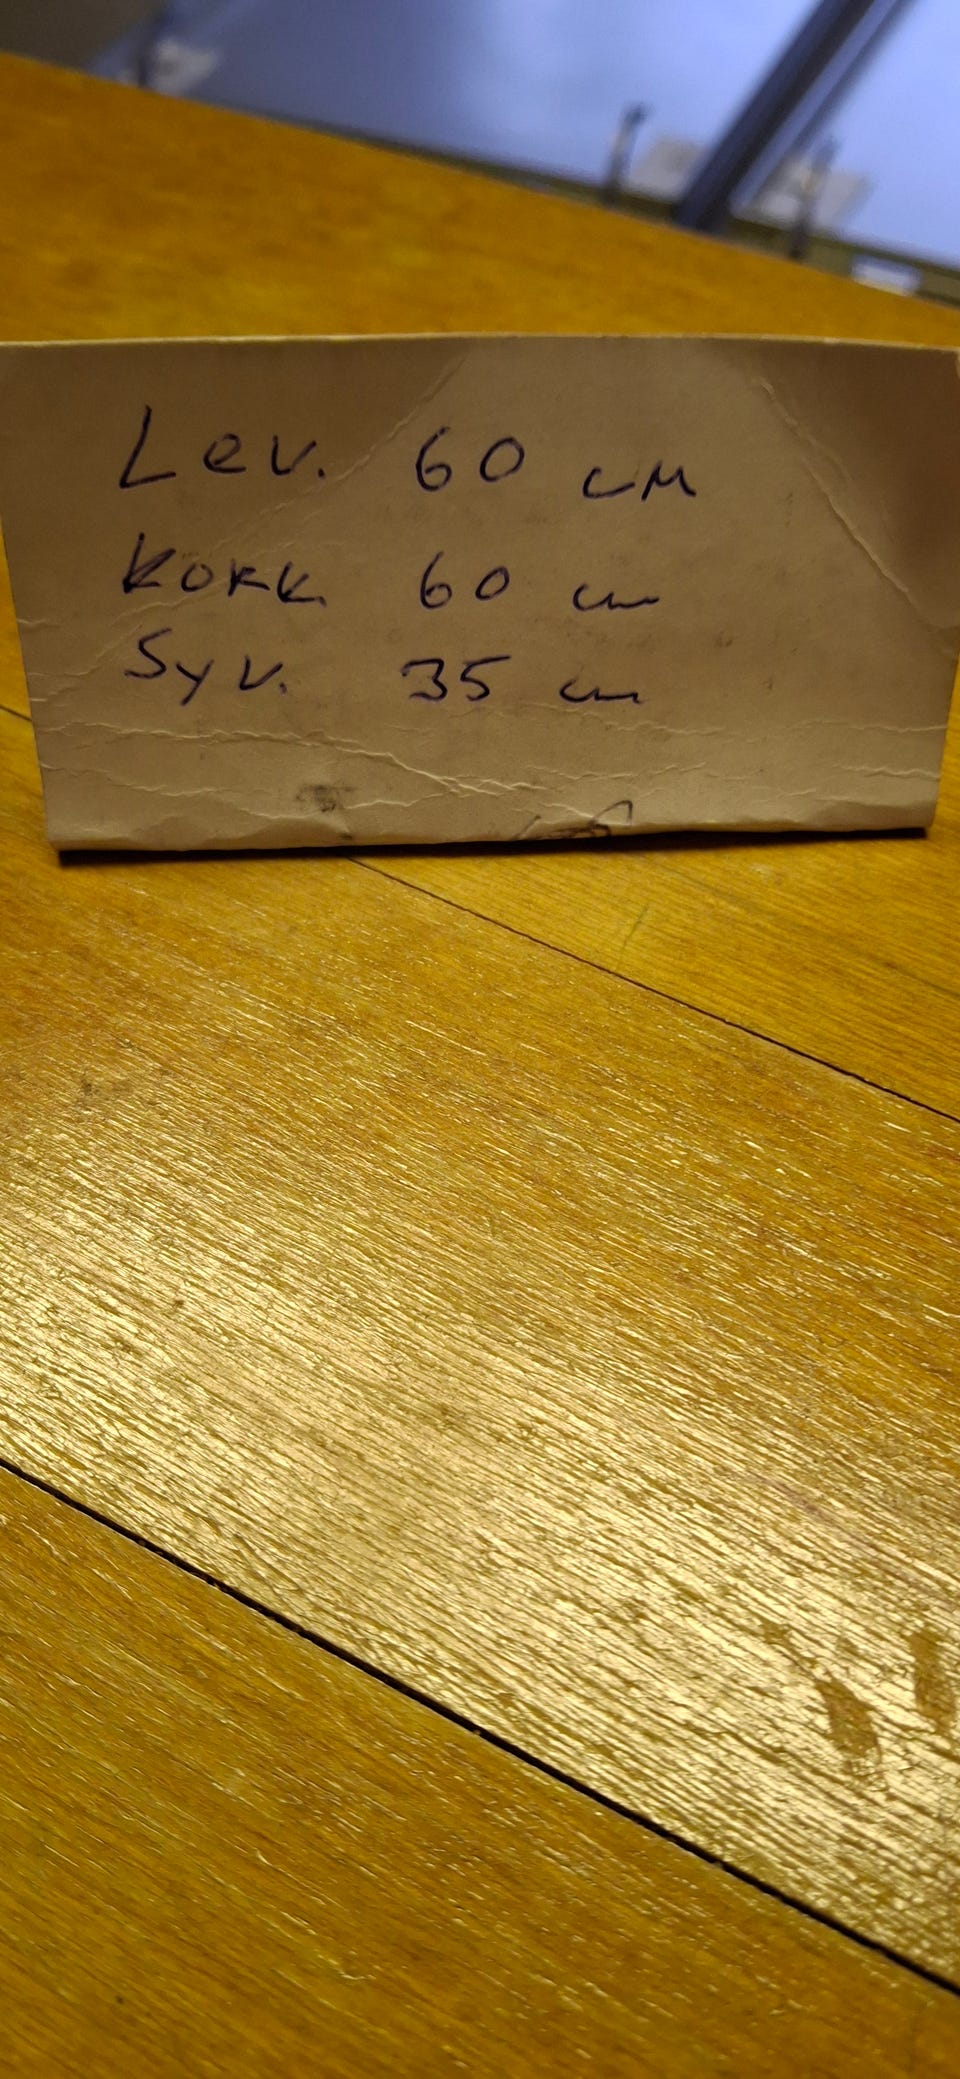 Lev. 60 cm
Kork. 60 cm
Syv. 35 cm